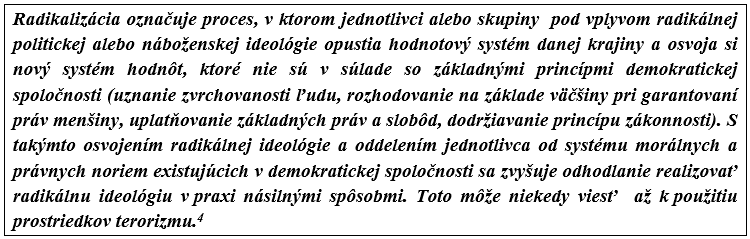 Radikalizácia označuje proces, v ktorom jednotlivci alebo skupiny pod vplyvom radikálnej
politickej alebo náboženskej ideológie opustia hodnotový systém danej krajiny a osvoja si
nový systém hodnôt, ktoré nie sú v súlade so základnými princípmi demokratickej
spoločnosti (uznanie zvrchovanosti ľudu, rozhodovanie na základe väčšiny pri garantovaní
práv menšiny, uplatňovanie základných práv a slobôd, dodržiavanie princípu zákonnosti). S
takýmto osvojením radikálnej ideológie a oddelením jednotlivca od systému morálnych a
právnych noriem existujúcich v demokratickej spoločnosti sa zvyšuje odhodlanie realizovať
radikálnu ideológiu v praxi násilnými spôsobmi. Toto môže niekedy viesť až k použitiu
prostriedkov terorizmu.⁴